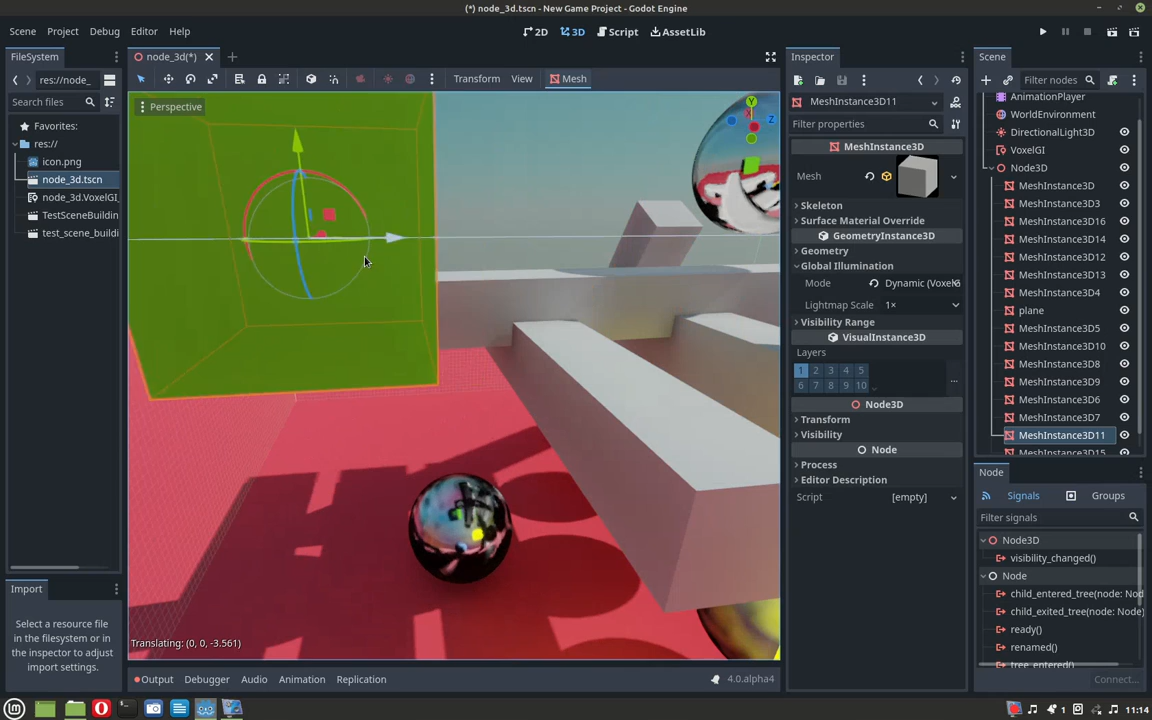 (*) node_3d.tscn - New Game Project - Godot Engine
Scene Project Debug Editor Help
2D 3D Script AssetLib
FileSystem
res://node_
Search files
Favorites:
res://
icon.png
node_3d.tscn
node_3d.VoxelGI_
TestSceneBuildin
test_scene_buildi
Import
Select a resource file
in the filesystem or in
the inspector to adjust
import settings.
node_3d(*)
Transform View Mesh
Perspective
X
Y
Z
Translating: (0, 0, -3.561)
Output Debugger Audio Animation Replication 4.0.alpha4
Inspector
MeshInstance3D11
Filter properties
MeshInstance3D
Mesh
Skeleton
Surface Material Override
GeometryInstance3D
Geometry
Global Illumination
Mode Dynamic (VoxelG
Lightmap Scale 1×
Visibility Range
VisualInstance3D
Layers
1 2 3 4 5
6 7 8 9 10
...
Node3D
Transform
Visibility
Node
Process
Editor Description
Script [empty]
Scene
Filter nodes
AnimationPlayer
WorldEnvironment
DirectionalLight3D
VoxelGI
Node3D
MeshInstance3D
MeshInstance3D3
MeshInstance3D16
MeshInstance3D14
MeshInstance3D12
MeshInstance3D13
MeshInstance3D4
plane
MeshInstance3D5
MeshInstance3D10
MeshInstance3D8
MeshInstance3D9
MeshInstance3D6
MeshInstance3D7
MeshInstance3D11
MeshInstance3D15
Node
Signals Groups
Filter signals
Node3D
visibility_changed()
Node
child_entered_tree(node: Nod
child_exited_tree(node: Node)
ready()
renamed()
tree_entered()
Connect...
1
11:14